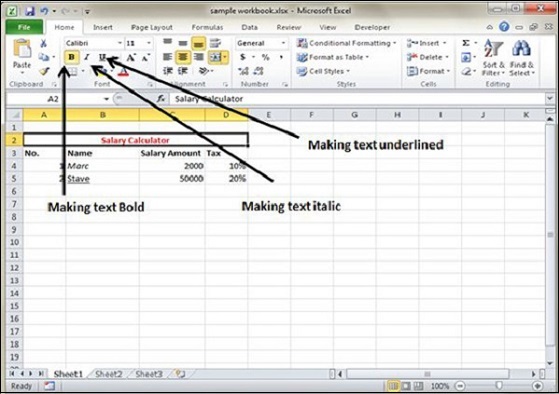 sample workbook.xlsx - Microsoft Excel
File Home Insert Page Layout Formulas Data Review View Developer
Calibri 11 General Conditional Formatting Insert Σ
Paste B I U $ % , Format as Table Delete Sort & Filter Find & Select
Cell Styles Format
Clipboard Font Alignment Number Styles Cells Editing
A2 fx Salary Calculator
A B C D E F G H I J K
1
2 Salary Calculator
3 No. Name Salary Amount Tax
4 1 Marc 2000 10%
5 2 Stave 50000 20%
6
7
8
9
10
11
12
13
14
15
16
17
18
19
Making text underlined
Making text Bold
Making text italic
Sheet1 Sheet2 Sheet3
Ready 100%